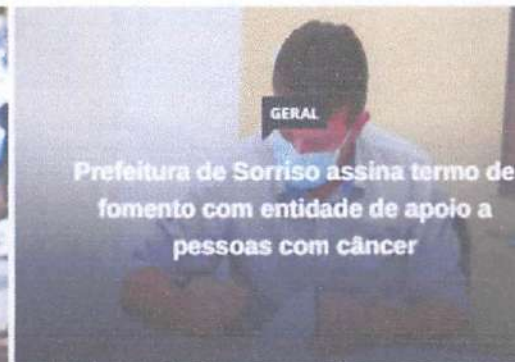 GERAL
Prefeitura de Sorriso assina termo de
fomento com entidade de apoio a
pessoas com câncer